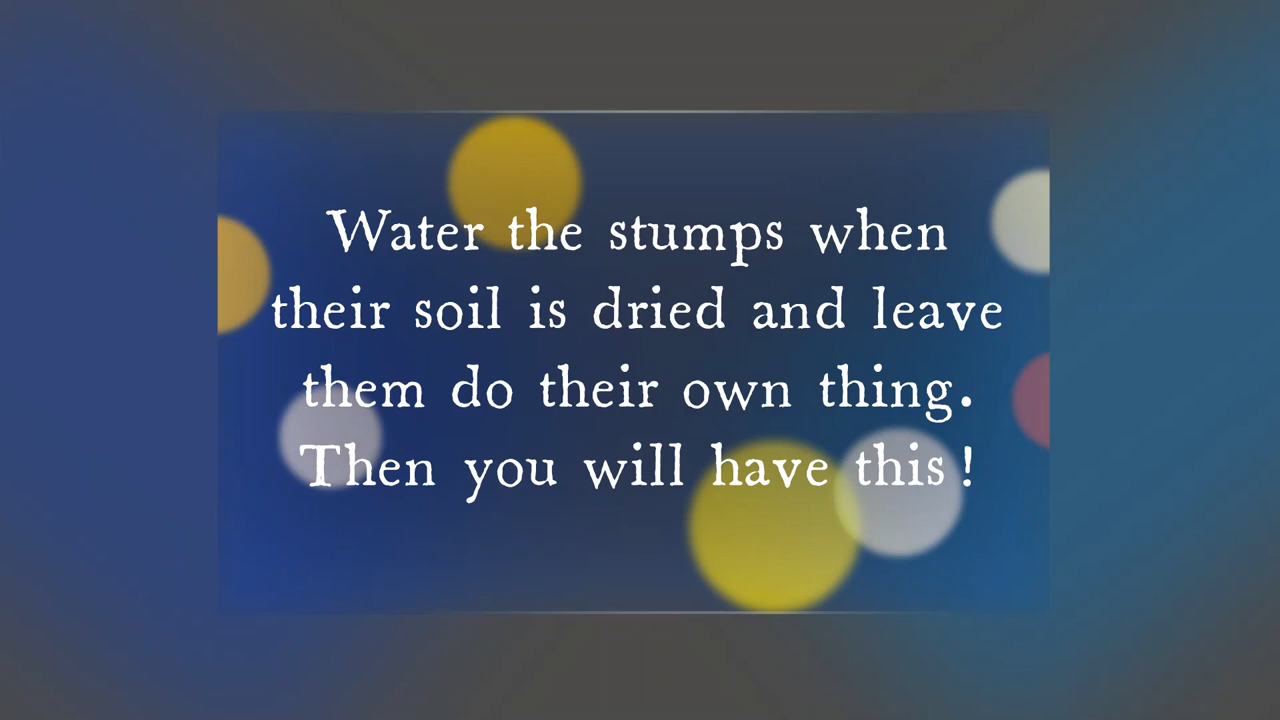 Water the stumps when
their soil is dried and leave
them do their own thing.
Then you will have this !